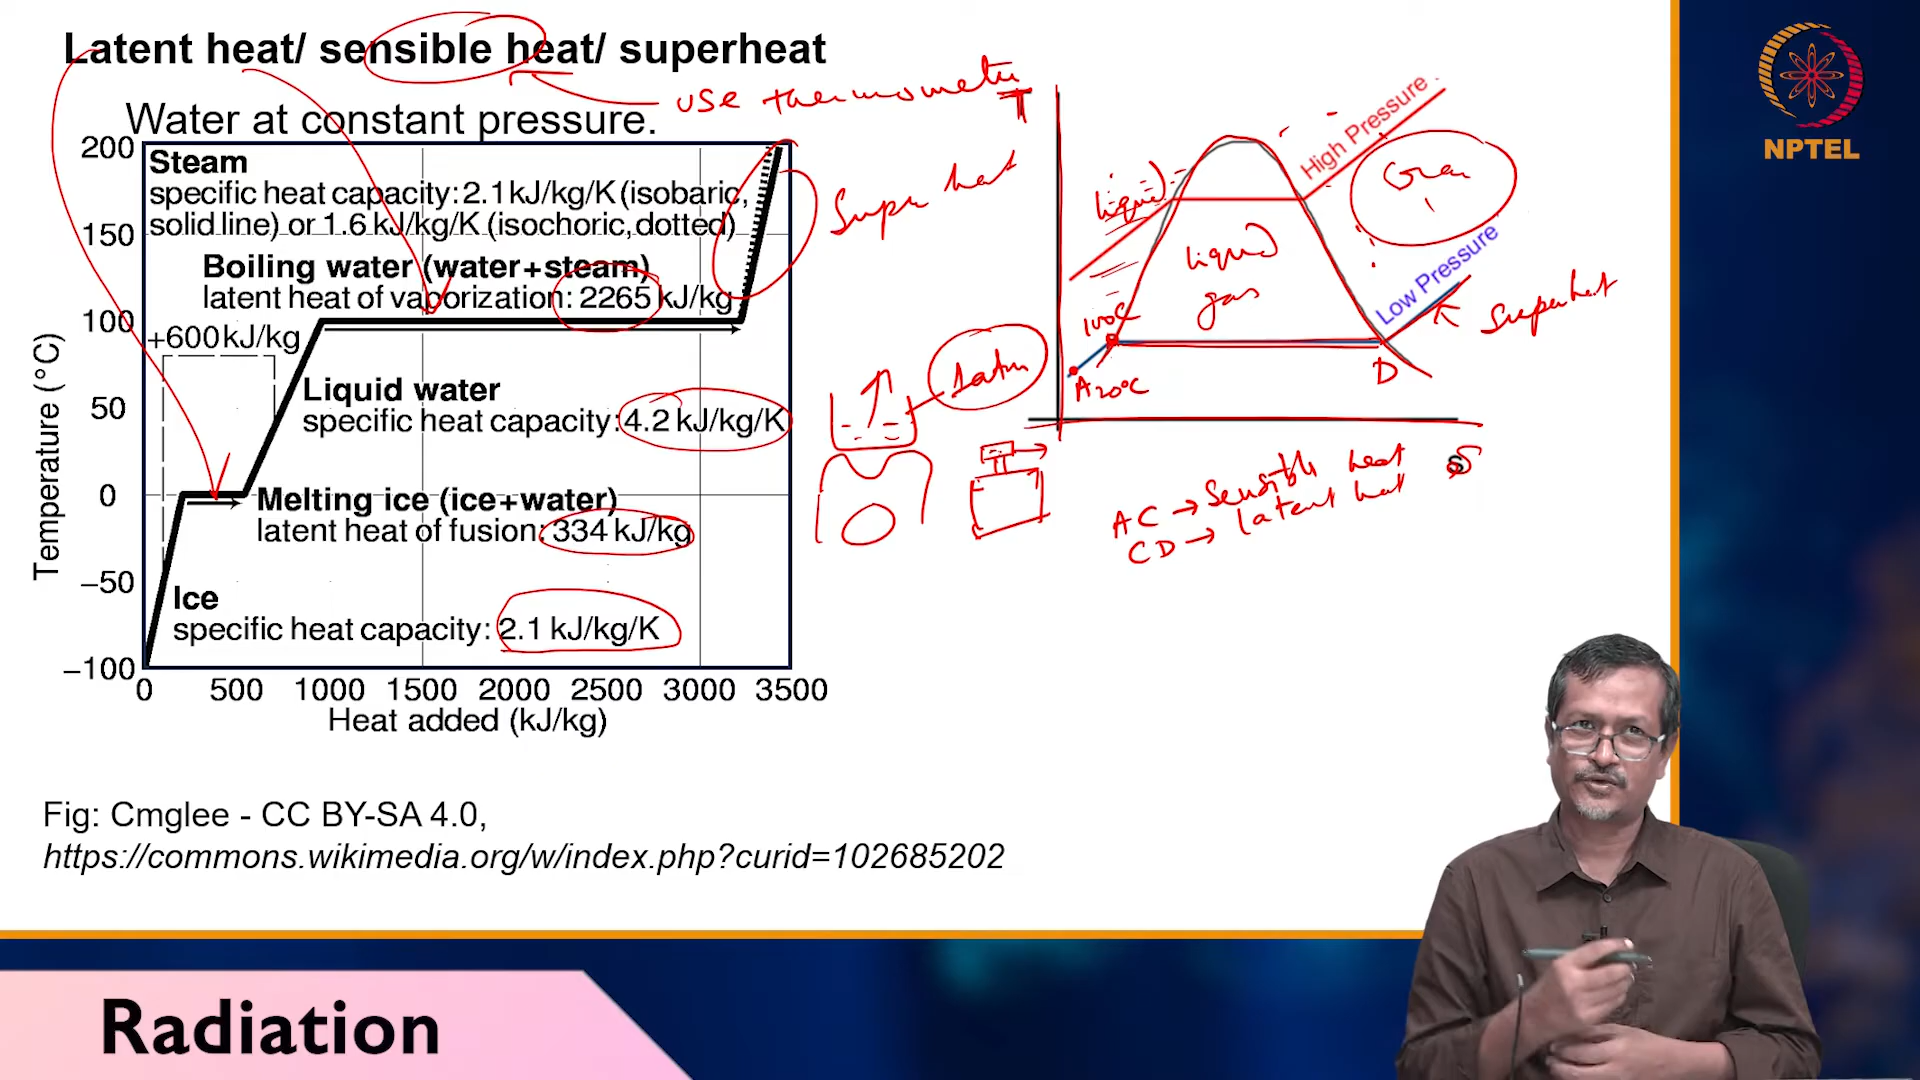 Latent heat/ sensible heat/ superheat
use thermometer
Water at constant pressure.
200
150
100
50
0
−50
−100
Temperature (°C)
Steam
specific heat capacity: 2.1 kJ/kg/K (isobaric,
solid line) or 1.6 kJ/kg/K (isochoric, dotted)
Boiling water (water+steam)
latent heat of vaporization: 2265 kJ/kg
+600 kJ/kg
Liquid water
specific heat capacity: 4.2 kJ/kg/K
Melting ice (ice+water)
latent heat of fusion: 334 kJ/kg
Ice
specific heat capacity: 2.1 kJ/kg/K
0 500 1000 1500 2000 2500 3000 3500
Heat added (kJ/kg)
Super heat
T
High Pressure
liquid
liquid
gas
Low Pressure
Superheat
100°C
A 20°C
D
1 atm
S
AC → Sensible heat
CD → Latent heat
Fig: Cmglee - CC BY-SA 4.0,
https://commons.wikimedia.org/w/index.php?curid=102685202
NPTEL
Radiation